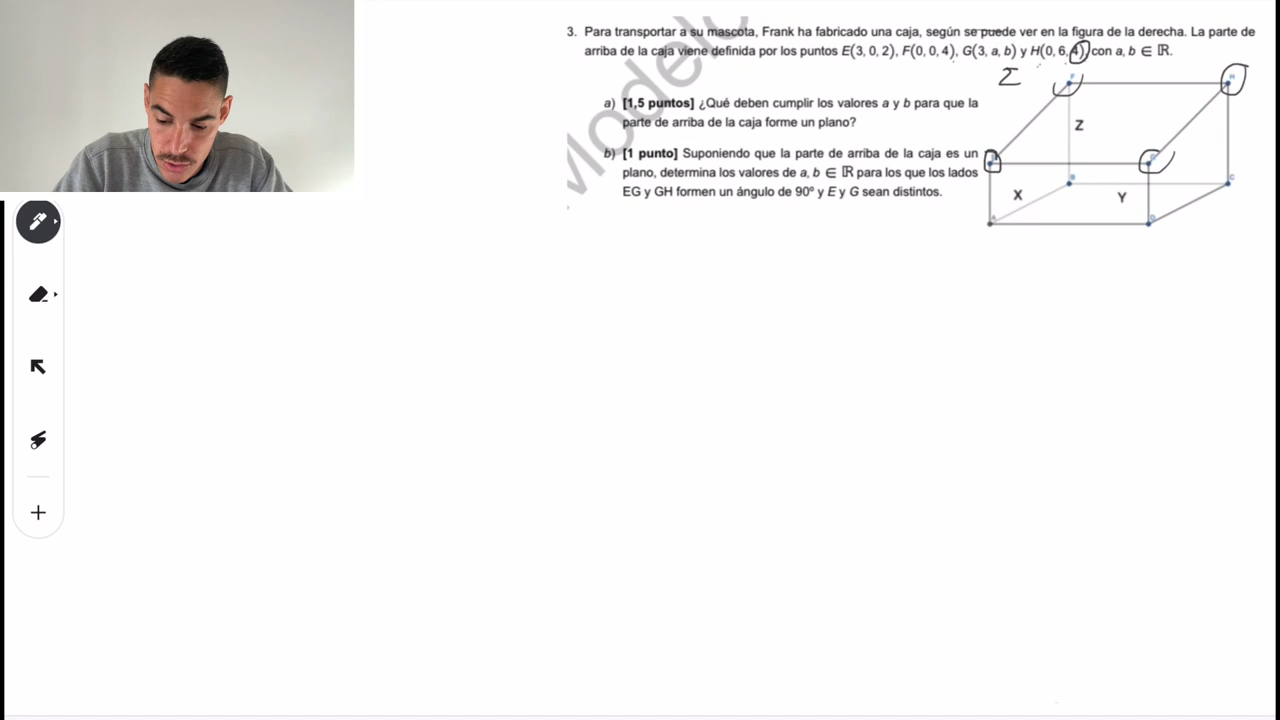 3. Para transportar a su mascota, Frank ha fabricado una caja, según se puede ver en la figura de la derecha. La parte de
arriba de la caja viene definida por los puntos E(3, 0, 2), F(0, 0, 4), G(3, a, b) y H(0, 6, 4), con a, b ∈ ℝ.
a) [1,5 puntos] ¿Qué deben cumplir los valores a y b para que la
parte de arriba de la caja forme un plano?
b) [1 punto] Suponiendo que la parte de arriba de la caja es un
plano, determina los valores de a, b ∈ ℝ para los que los lados
EG y GH formen un ángulo de 90º y E y G sean distintos.
Z
X
Y
Modelo